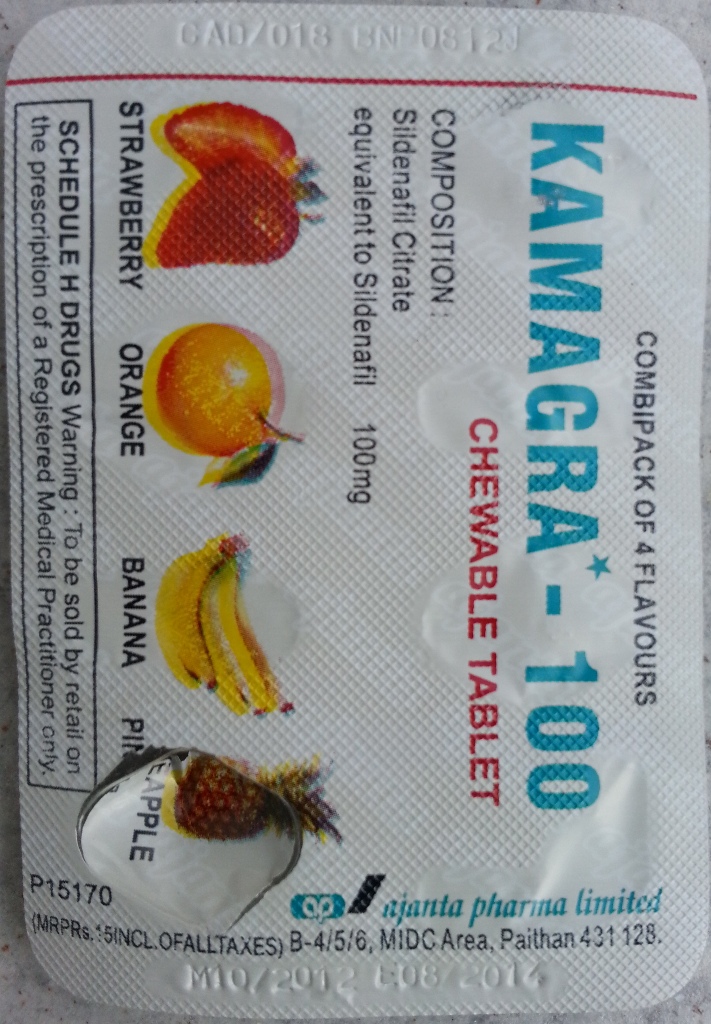 COMBIPACK OF 4 FLAVOURS
KAMAGRA★ - 100
CHEWABLE TABLET
COMPOSITION :
Sildenafil Citrate
equivalent to Sildenafil 100mg
STRAWBERRY ORANGE BANANA PINEAPPLE
SCHEDULE H DRUGS Warning : To be sold by retail on
the prescription of a Registered Medical Practitioner only.
ajanta pharma limited
B-4/5/6, MIDC Area, Paithan 431 128.
P15170
(MRPRs.15INCL.OFALLTAXES)
M10/2012 E08/2014
CAD/018